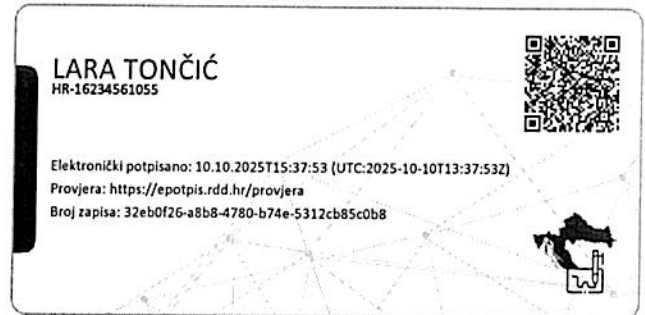 LARA TONČIĆ
HR-16234561055
Elektronički potpisano: 10.10.2025T15:37:53 (UTC:2025-10-10T13:37:53Z)
Provjera: https://epotpis.rdd.hr/provjera
Broj zapisa: 32eb0f26-a8b8-4780-b74e-5312cb85c0b8